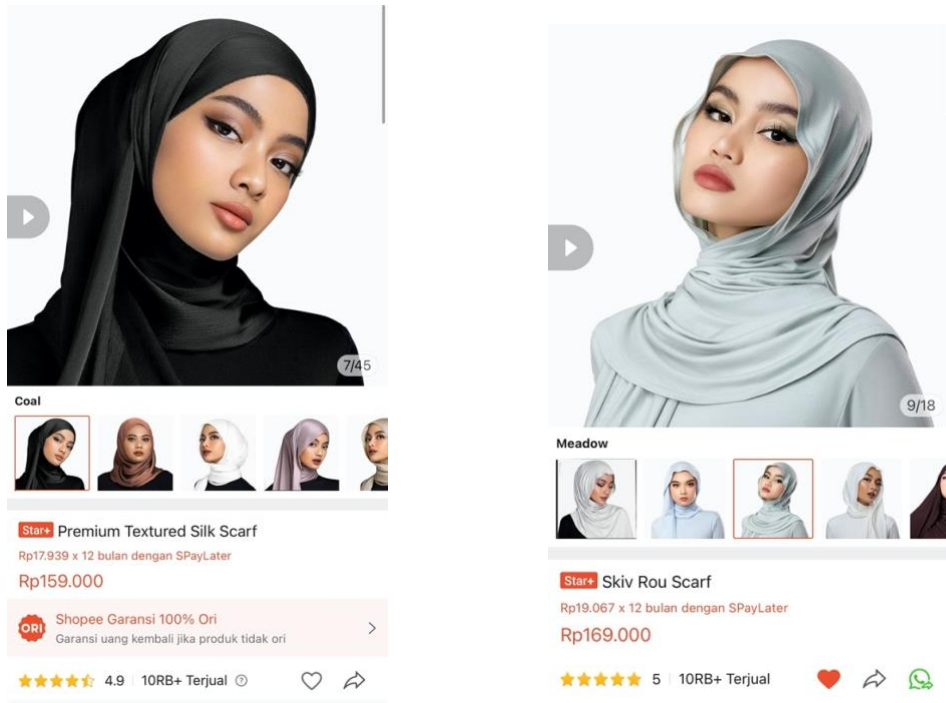 7/45
Coal
Star+ Premium Textured Silk Scarf
Rp17.939 x 12 bulan dengan SPayLater
Rp159.000
ORI Shopee Garansi 100% Ori
Garansi uang kembali jika produk tidak ori
4.9 10RB+ Terjual ?
9/18
Meadow
Star+ Skiv Rou Scarf
Rp19.067 x 12 bulan dengan SPayLater
Rp169.000
5 10RB+ Terjual